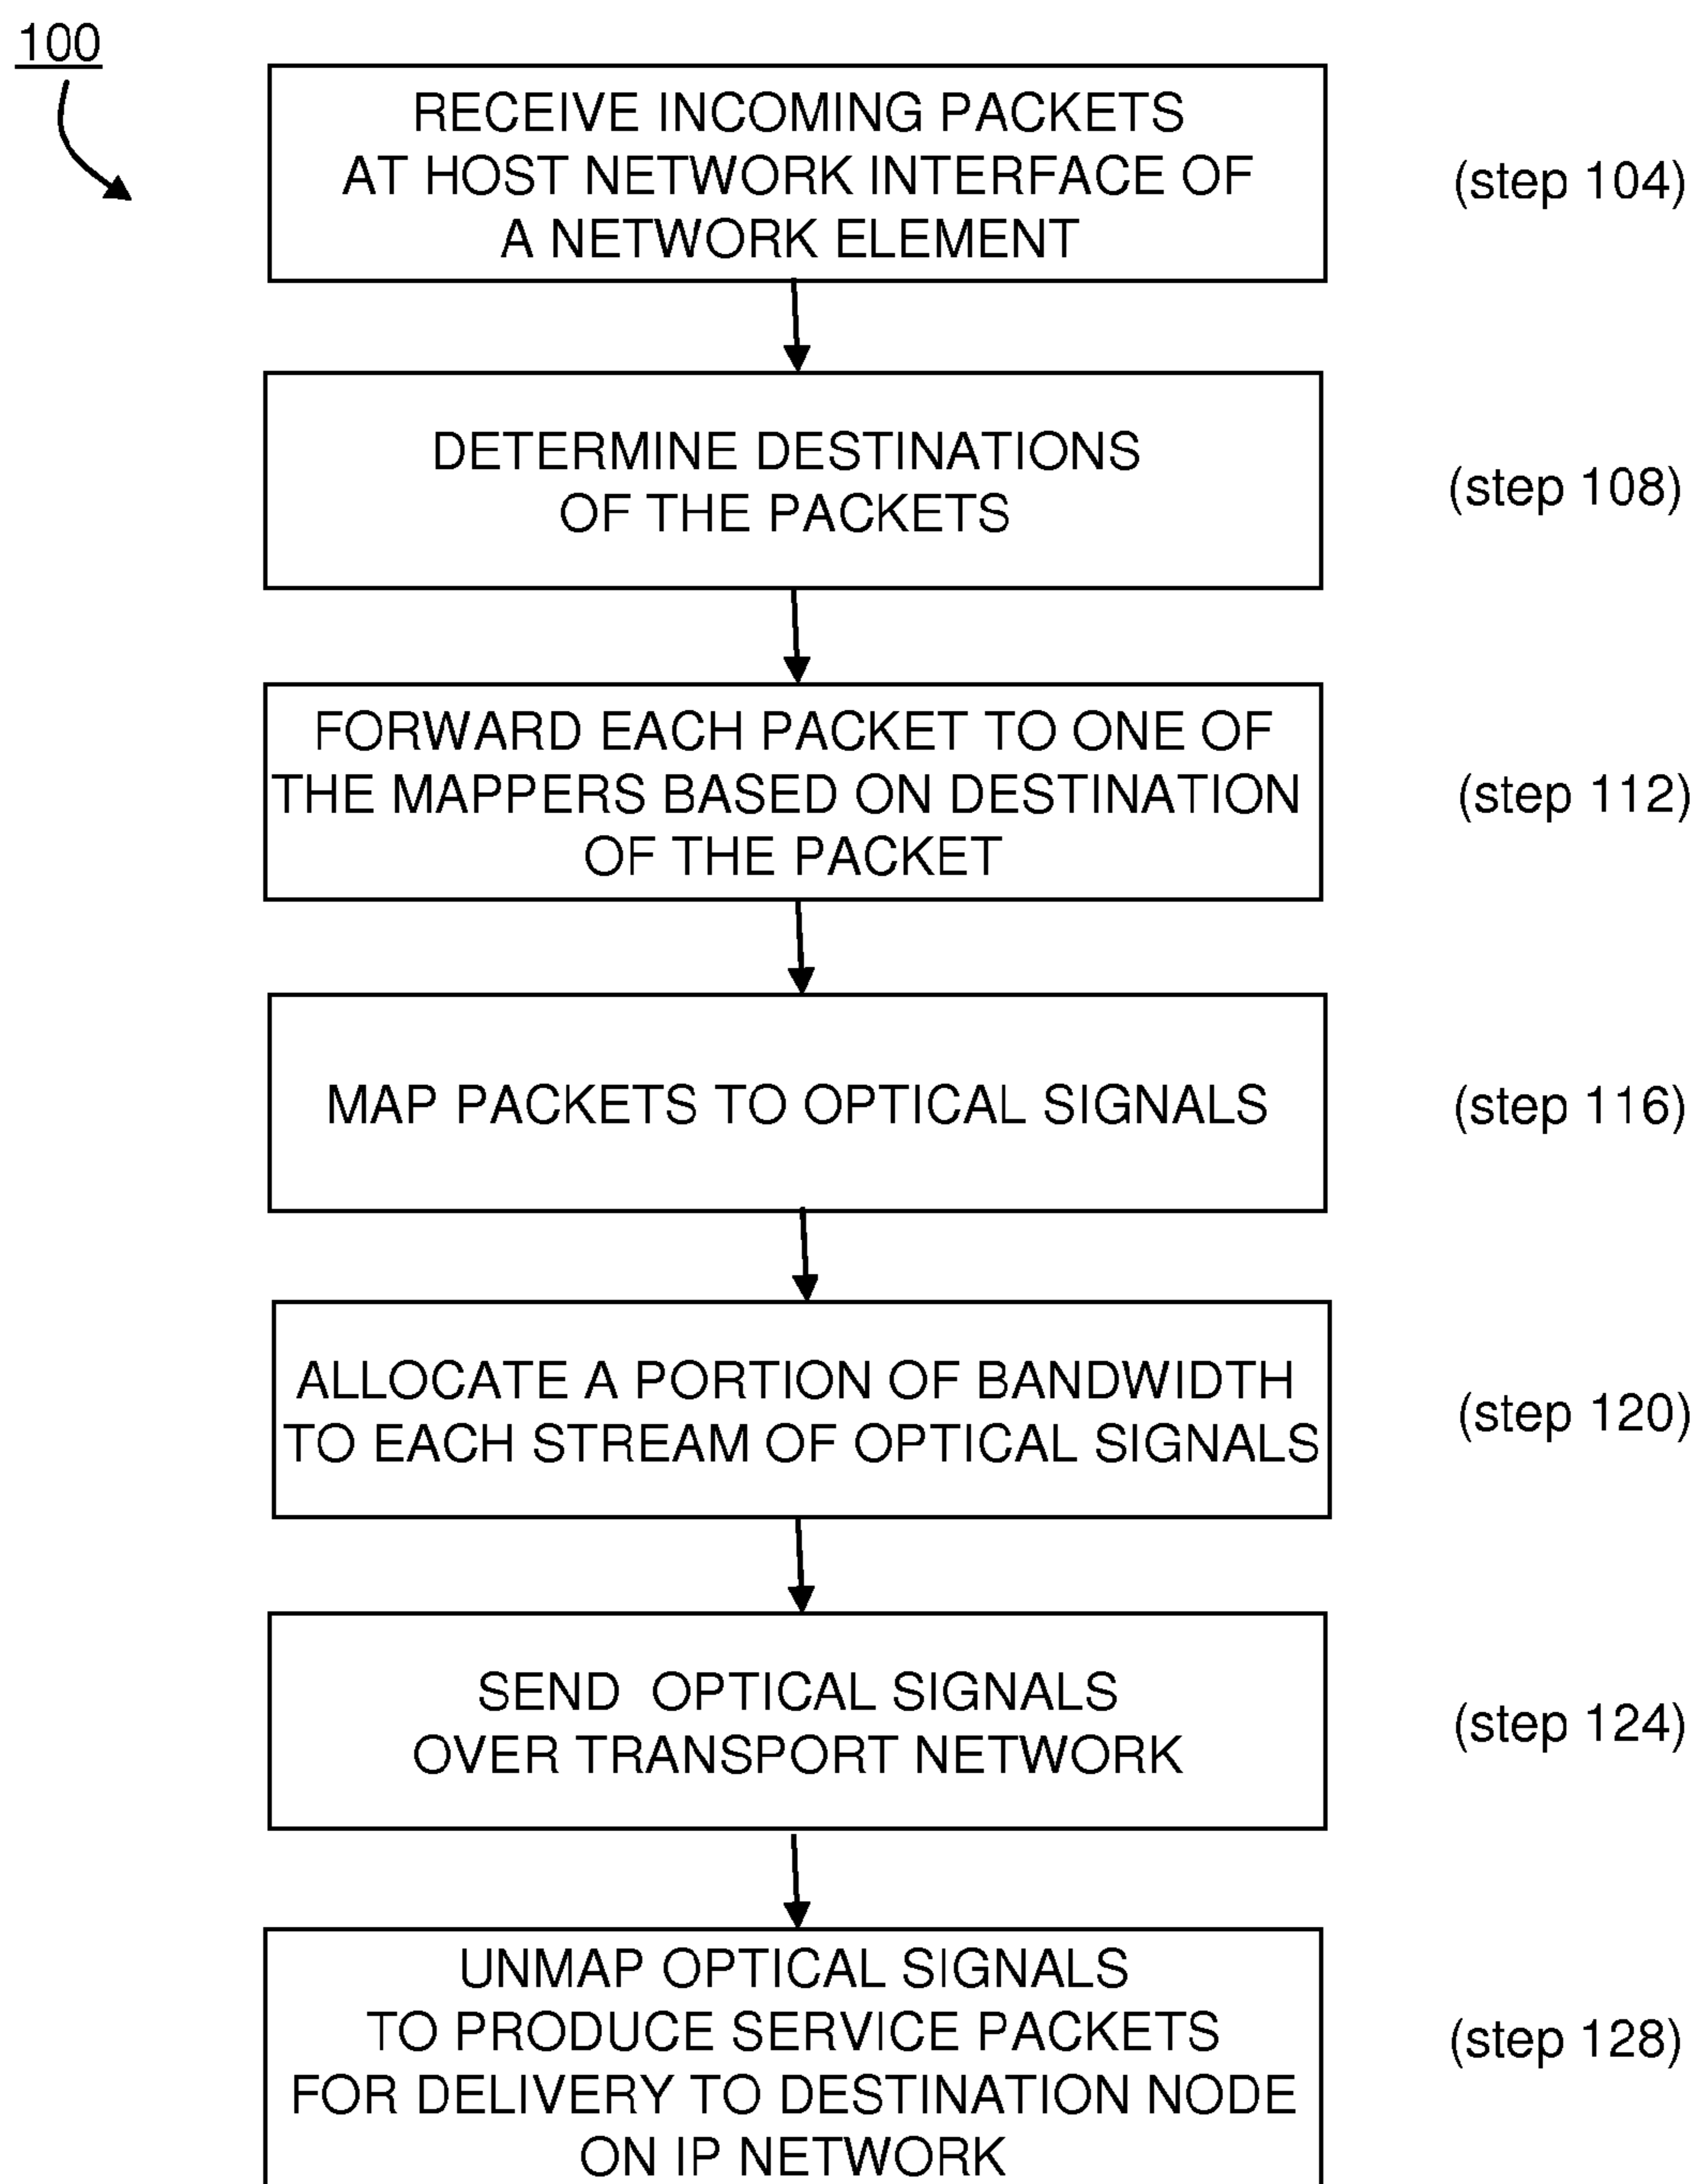 100
RECEIVE INCOMING PACKETS
AT HOST NETWORK INTERFACE OF
A NETWORK ELEMENT
(step 104)
DETERMINE DESTINATIONS
OF THE PACKETS
(step 108)
FORWARD EACH PACKET TO ONE OF
THE MAPPERS BASED ON DESTINATION
OF THE PACKET
(step 112)
MAP PACKETS TO OPTICAL SIGNALS
(step 116)
ALLOCATE A PORTION OF BANDWIDTH
TO EACH STREAM OF OPTICAL SIGNALS
(step 120)
SEND OPTICAL SIGNALS
OVER TRANSPORT NETWORK
(step 124)
UNMAP OPTICAL SIGNALS
TO PRODUCE SERVICE PACKETS
FOR DELIVERY TO DESTINATION NODE
ON IP NETWORK
(step 128)